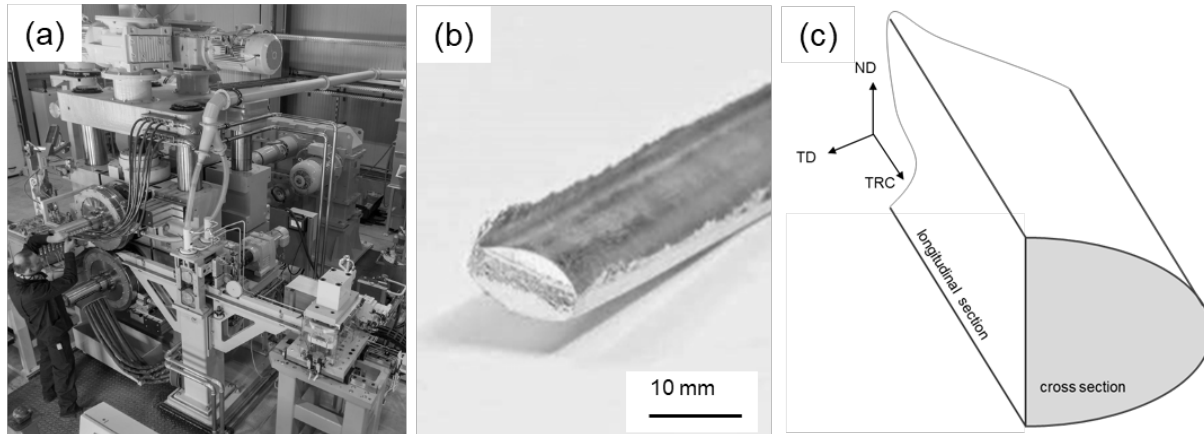 (a)
(b)
10 mm
(c)
ND
TD
TRC
longitudinal section
cross section